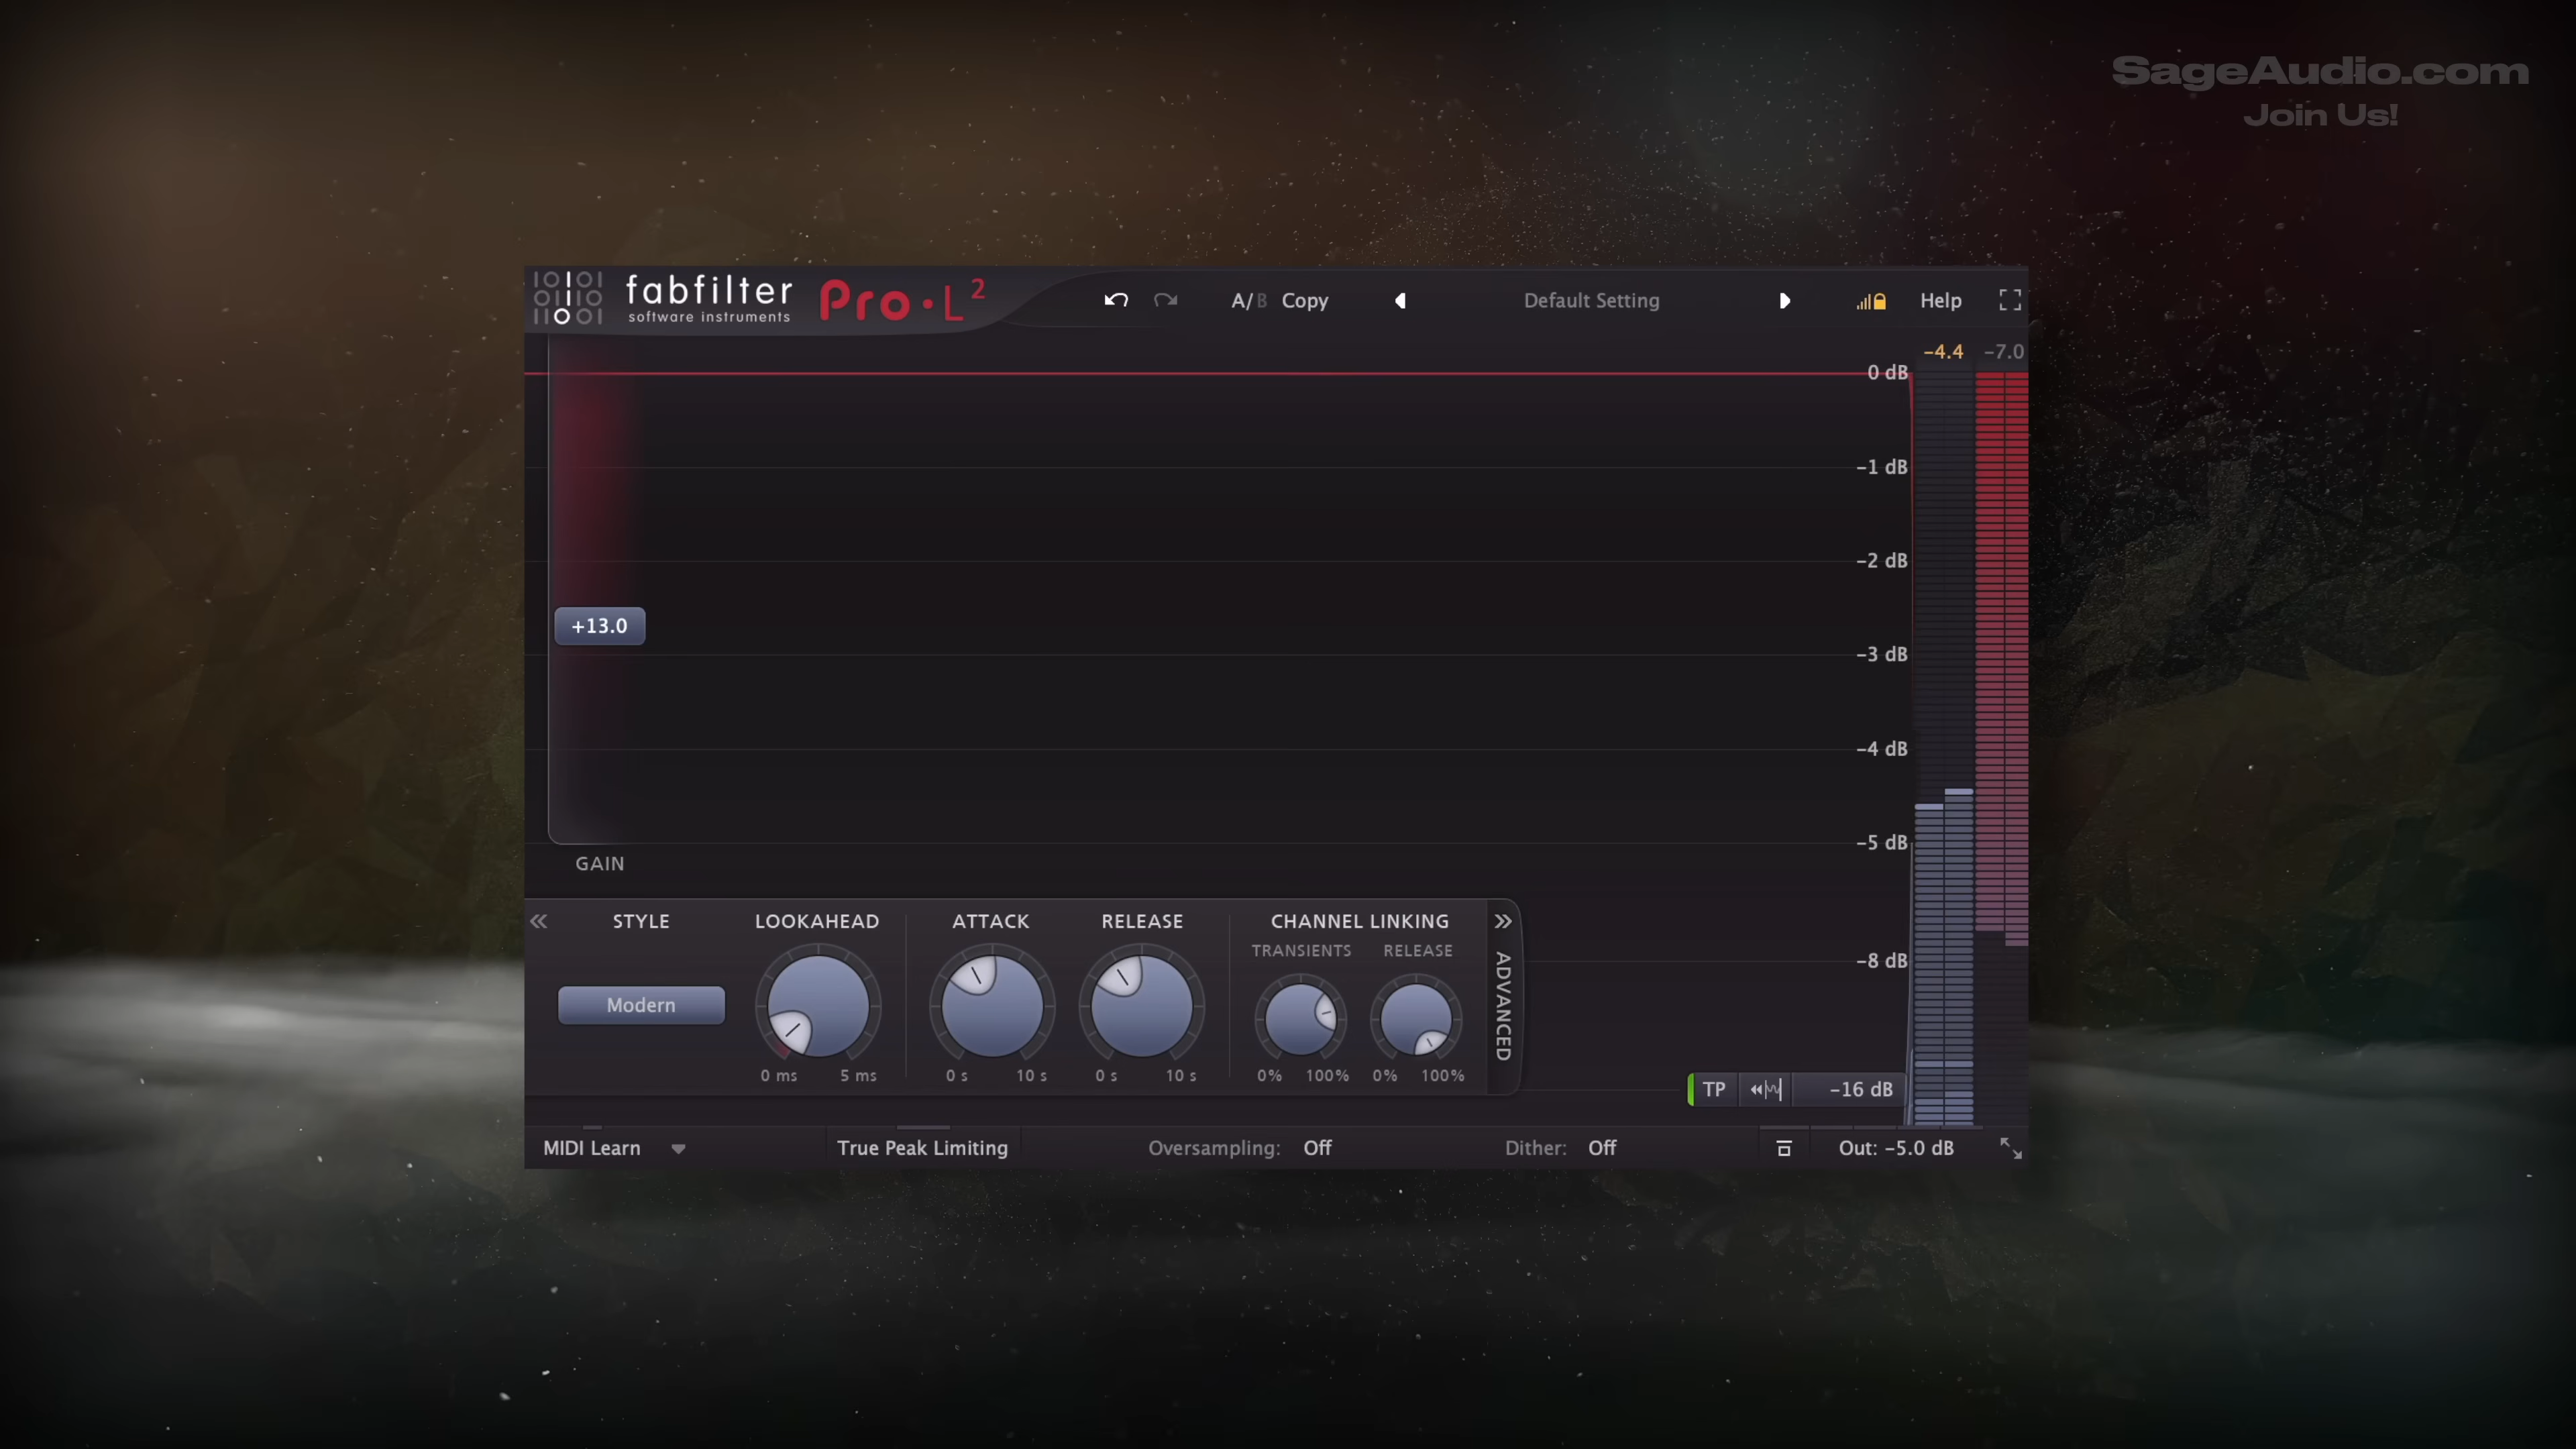 SageAudio.com
Join Us!
fabfilter Pro·L 2
software instruments
A/B Copy Default Setting Help
-4.4 -7.0
0 dB
-1 dB
-2 dB
+13.0
-3 dB
-4 dB
-5 dB
GAIN
STYLE LOOKAHEAD ATTACK RELEASE CHANNEL LINKING
TRANSIENTS RELEASE
ADVANCED
-8 dB
Modern
0 ms 5 ms 0 s 10 s 0 s 10 s 0% 100% 0% 100%
TP -16 dB
MIDI Learn True Peak Limiting Oversampling: Off Dither: Off Out: -5.0 dB